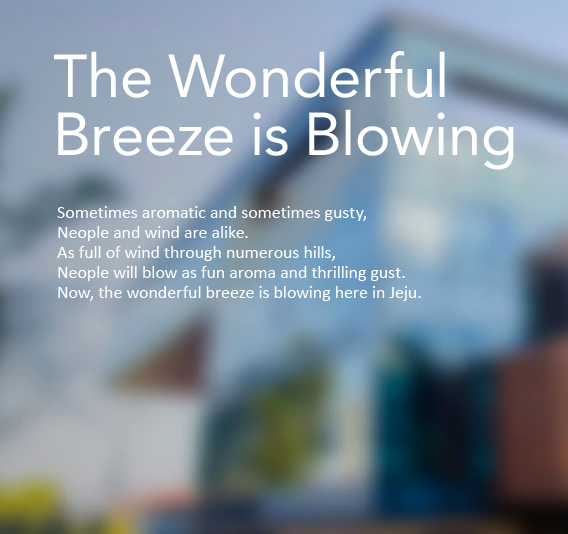 The Wonderful
Breeze is Blowing
Sometimes aromatic and sometimes gusty,
Neople and wind are alike.
As full of wind through numerous hills,
Neople will blow as fun aroma and thrilling gust.
Now, the wonderful breeze is blowing here in Jeju.